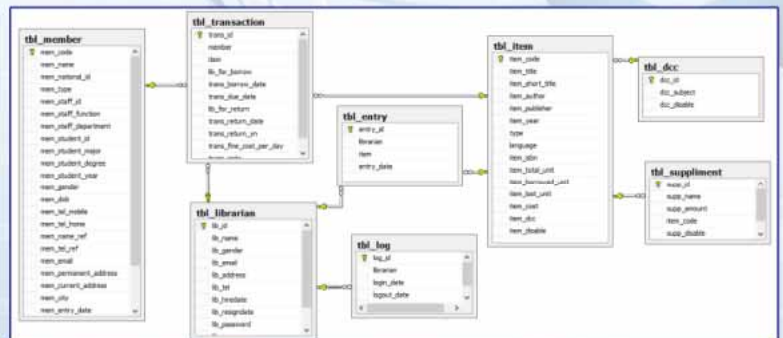 tbl_member
mem_code
mem_name
mem_national_id
mem_type
mem_staff_id
mem_staff_function
mem_staff_department
mem_student_id
mem_student_major
mem_student_degree
mem_student_year
mem_gender
mem_dob
mem_tel_mobile
mem_tel_home
mem_name_ref
mem_tel_ref
mem_email
mem_permanent_address
mem_current_address
mem_city
mem_entry_date
tbl_transaction
trans_id
member
item
lib_for_borrow
trans_borrow_date
trans_due_date
lib_for_return
trans_return_date
trans_return_yn
trans_fine_cost_per_day
tbl_librarian
lib_id
lib_name
lib_gender
lib_email
lib_address
lib_tel
lib_hiredate
lib_resigndate
lib_password
tbl_entry
entry_id
librarian
item
entry_date
tbl_log
log_id
librarian
login_date
logout_date
tbl_item
item_code
item_title
item_short_title
item_author
item_publisher
item_year
type
language
item_isbn
item_total_unit
item_borrowed_unit
item_lost_unit
item_cost
item_dcc
item_disable
tbl_dcc
dcc_id
dcc_subject
dcc_disable
tbl_suppliment
supp_id
supp_name
supp_amount
item_code
supp_disable